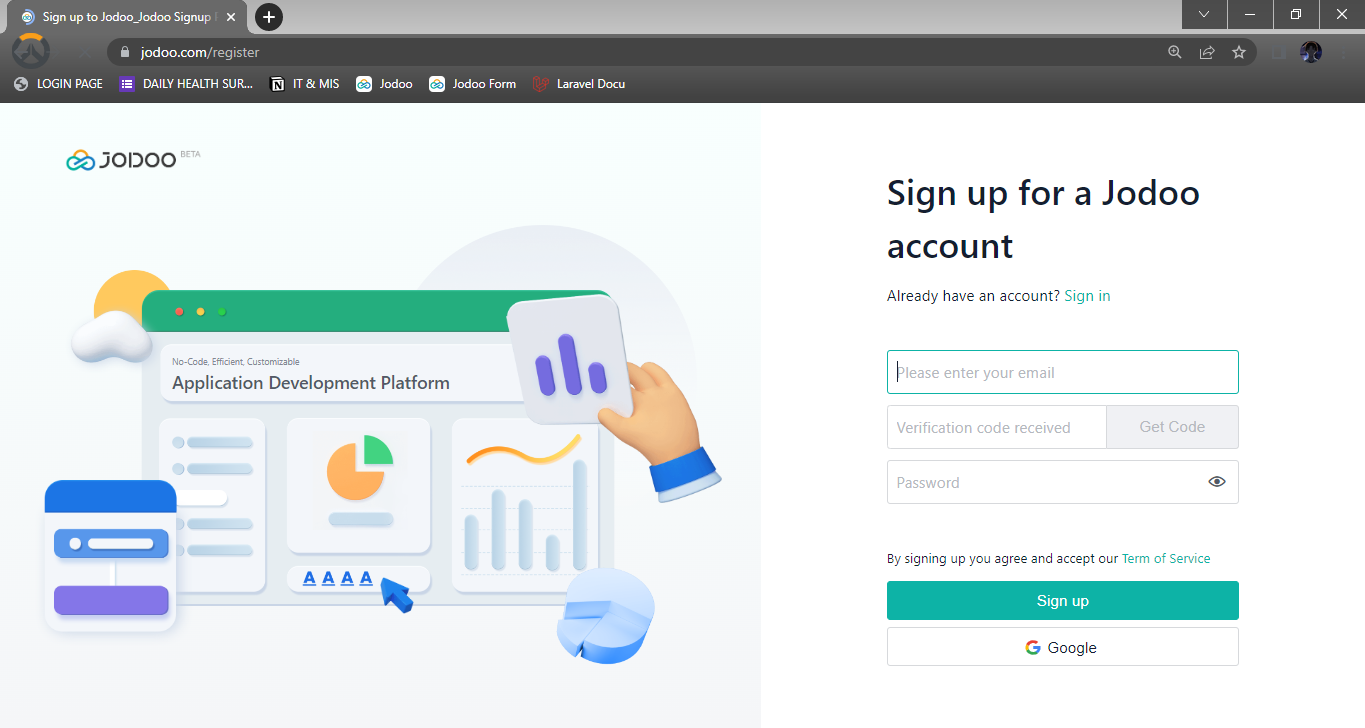 Sign up to Jodoo_Jodoo Signup
jodoo.com/register
LOGIN PAGE
DAILY HEALTH SUR...
IT & MIS
Jodoo
Jodoo Form
Laravel Docu
JODOO BETA
No-Code, Efficient, Customizable
Application Development Platform
A A A A
Sign up for a Jodoo
account
Already have an account? Sign in
Please enter your email
Verification code received
Get Code
Password
By signing up you agree and accept our Term of Service
Sign up
Google